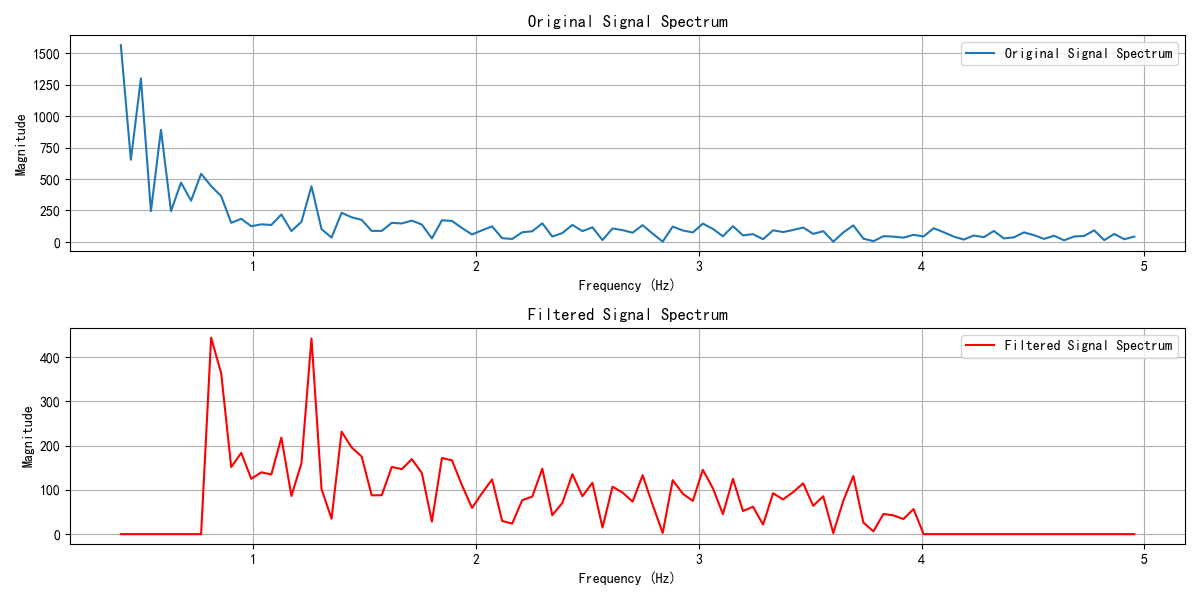 Original Signal Spectrum
1500
1250
1000
750
500
250
0
Magnitude
Original Signal Spectrum
1 2 3 4 5
Frequency (Hz)
Filtered Signal Spectrum
400
300
200
100
0
Magnitude
Filtered Signal Spectrum
1 2 3 4 5
Frequency (Hz)